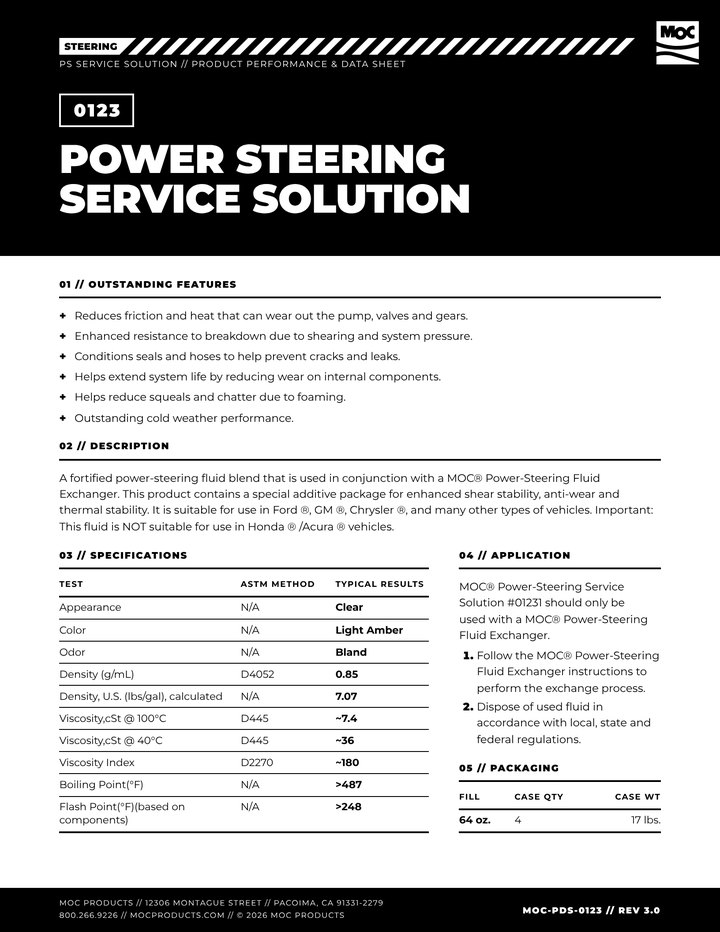 STEERING
MOC
PS SERVICE SOLUTION // PRODUCT PERFORMANCE & DATA SHEET
0123
POWER STEERING
SERVICE SOLUTION
01 // OUTSTANDING FEATURES
+ Reduces friction and heat that can wear out the pump, valves and gears.
+ Enhanced resistance to breakdown due to shearing and system pressure.
+ Conditions seals and hoses to help prevent cracks and leaks.
+ Helps extend system life by reducing wear on internal components.
+ Helps reduce squeals and chatter due to foaming.
+ Outstanding cold weather performance.
02 // DESCRIPTION
A fortified power-steering fluid blend that is used in conjunction with a MOC® Power-Steering Fluid
Exchanger. This product contains a special additive package for enhanced shear stability, anti-wear and
thermal stability. It is suitable for use in Ford ®, GM ®, Chrysler ®, and many other types of vehicles. Important:
This fluid is NOT suitable for use in Honda ® /Acura ® vehicles.
03 // SPECIFICATIONS
TEST ASTM METHOD TYPICAL RESULTS
Appearance N/A Clear
Color N/A Light Amber
Odor N/A Bland
Density (g/mL) D4052 0.85
Density, U.S. (lbs/gal), calculated N/A 7.07
Viscosity,cSt @ 100°C D445 ~7.4
Viscosity,cSt @ 40°C D445 ~36
Viscosity Index D2270 ~180
Boiling Point(°F) N/A >487
Flash Point(°F)(based on N/A >248
components)
04 // APPLICATION
MOC® Power-Steering Service
Solution #01231 should only be
used with a MOC® Power-Steering
Fluid Exchanger.
1. Follow the MOC® Power-Steering
Fluid Exchanger instructions to
perform the exchange process.
2. Dispose of used fluid in
accordance with local, state and
federal regulations.
05 // PACKAGING
FILL CASE QTY CASE WT
64 oz. 4 17 lbs.
MOC PRODUCTS // 12306 MONTAGUE STREET // PACOIMA, CA 91331-2279
800.266.9226 // MOCPRODUCTS.COM // © 2026 MOC PRODUCTS
MOC-PDS-0123 // REV 3.0